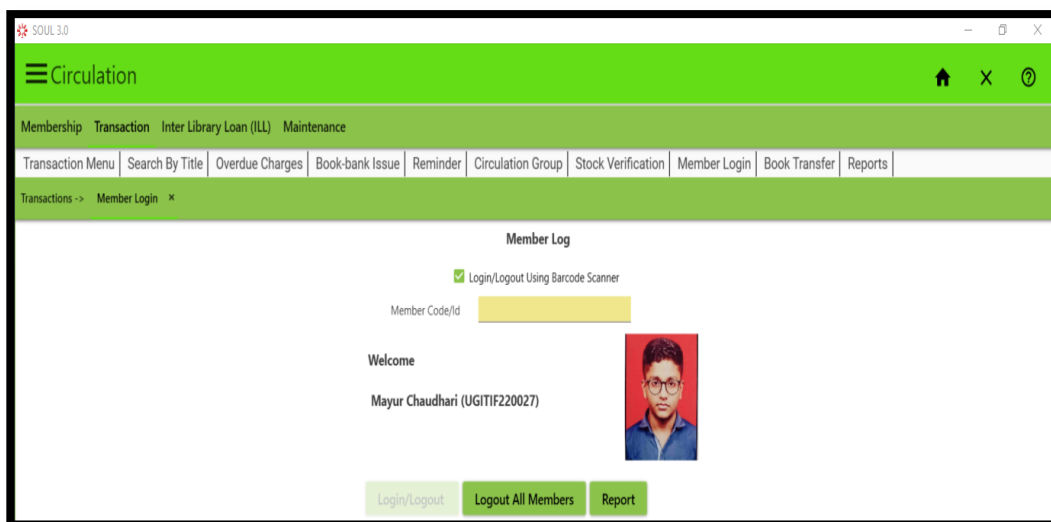 SOUL 3.0
Circulation
Membership Transaction Inter Library Loan (ILL) Maintenance
Transaction Menu Search By Title Overdue Charges Book-bank Issue Reminder Circulation Group Stock Verification Member Login Book Transfer Reports
Transactions -> Member Login ×
Member Log
Login/Logout Using Barcode Scanner
Member Code/Id
Welcome
Mayur Chaudhari (UGITIF220027)
Login/Logout Logout All Members Report